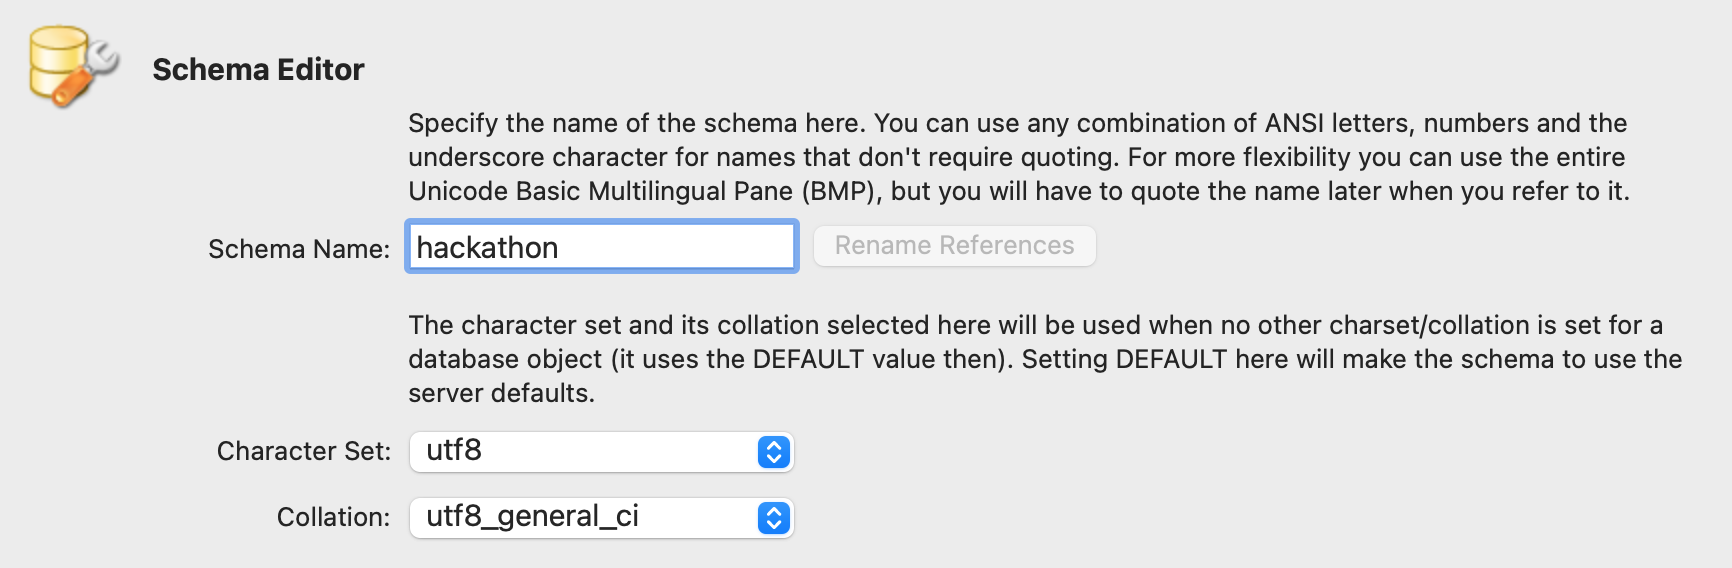 Schema Editor
Specify the name of the schema here. You can use any combination of ANSI letters, numbers and the
underscore character for names that don't require quoting. For more flexibility you can use the entire
Unicode Basic Multilingual Pane (BMP), but you will have to quote the name later when you refer to it.
Schema Name: hackathon Rename References
The character set and its collation selected here will be used when no other charset/collation is set for a
database object (it uses the DEFAULT value then). Setting DEFAULT here will make the schema to use the
server defaults.
Character Set: utf8
Collation: utf8_general_ci